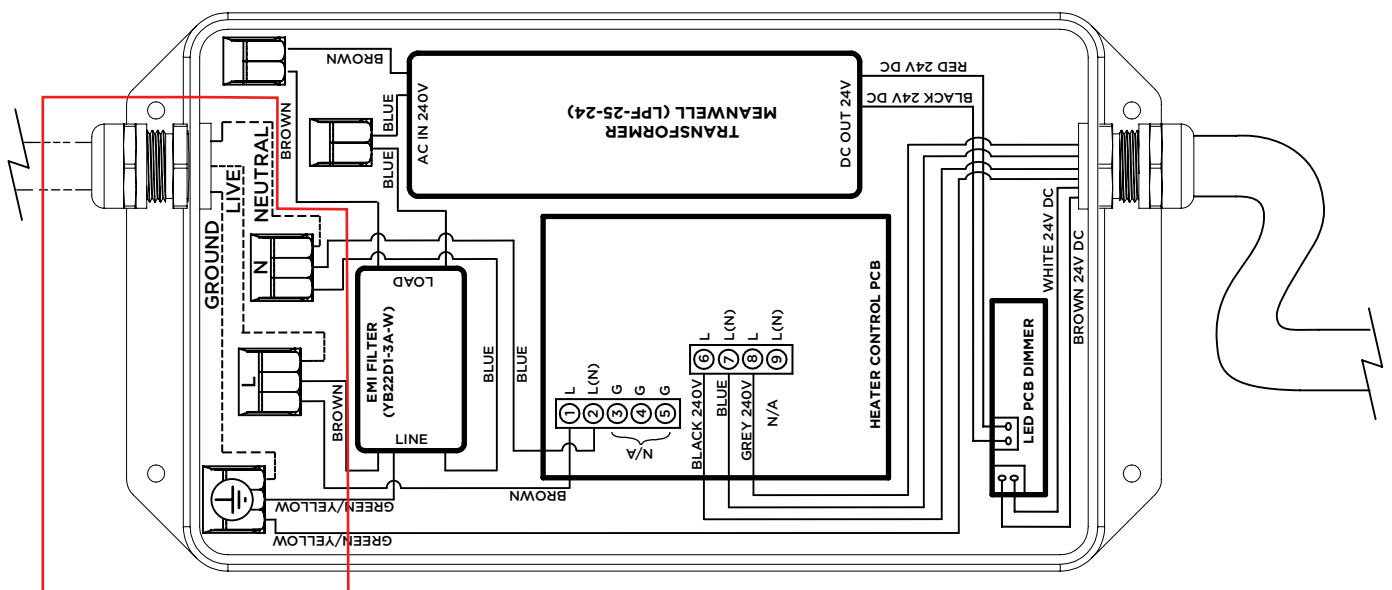 BROWN
BROWN
BLUE
BLUE
AC IN 240V
TRANSFORMER
MEANWELL (LPF-25-24)
DC OUT 24V
RED 24V DC
BLACK 24V DC
GROUND
LIVE
NEUTRAL
N
L
BROWN
LOAD
EMI FILTER
(YB22D1-3A-W)
LINE
BLUE
BLUE
GREEN/YELLOW
GREEN/YELLOW
BROWN
1 L
2 L(N)
3 G
4 G
5 G
N/A
6 L
7 L(N)
8 L
9 L(N)
BLACK 240V
BLUE
GREY 240V
N/A
HEATER CONTROL PCB
LED PCB DIMMER
WHITE 24V DC
BROWN 24V DC